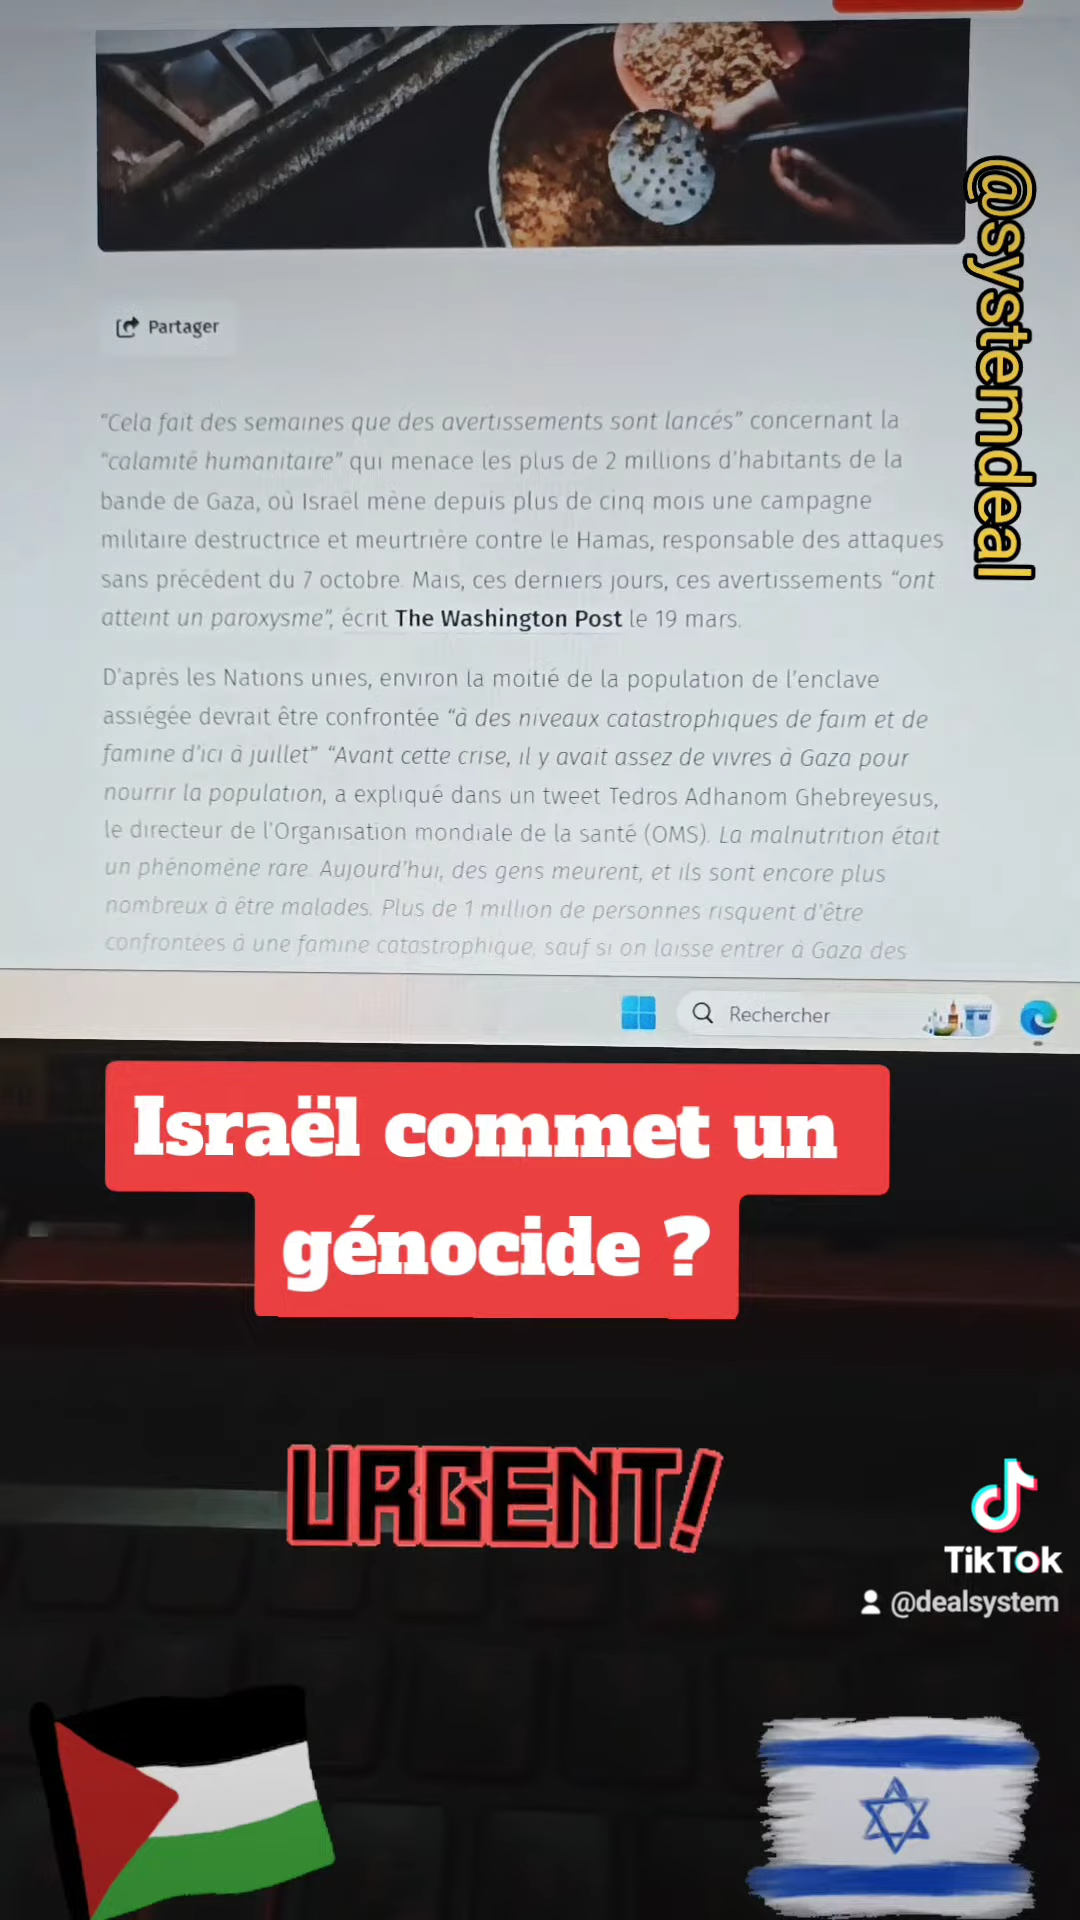 @systemdeal
Partager
“Cela fait des semaines que des avertissements sont lancés” concernant la
“calamité humanitaire” qui menace les plus de 2 millions d’habitants de la
bande de Gaza, où Israël mène depuis plus de cinq mois une campagne
militaire destructrice et meurtrière contre le Hamas, responsable des attaques
sans précédent du 7 octobre. Mais, ces derniers jours, ces avertissements “ont
atteint un paroxysme”, écrit The Washington Post le 19 mars.
D’après les Nations unies, environ la moitié de la population de l’enclave
assiégée devrait être confrontée “à des niveaux catastrophiques de faim et de
famine d’ici à juillet” “Avant cette crise, il y avait assez de vivres à Gaza pour
nourrir la population, a expliqué dans un tweet Tedros Adhanom Ghebreyesus,
le directeur de l’Organisation mondiale de la santé (OMS). La malnutrition était
un phénomène rare. Aujourd’hui, des gens meurent, et ils sont encore plus
nombreux à être malades. Plus de 1 million de personnes risquent d’être
confrontées à une famine catastrophique, sauf si on laisse entrer à Gaza des
Rechercher
Israël commet un
génocide ?
URGENT!
TikTok
@dealsystem